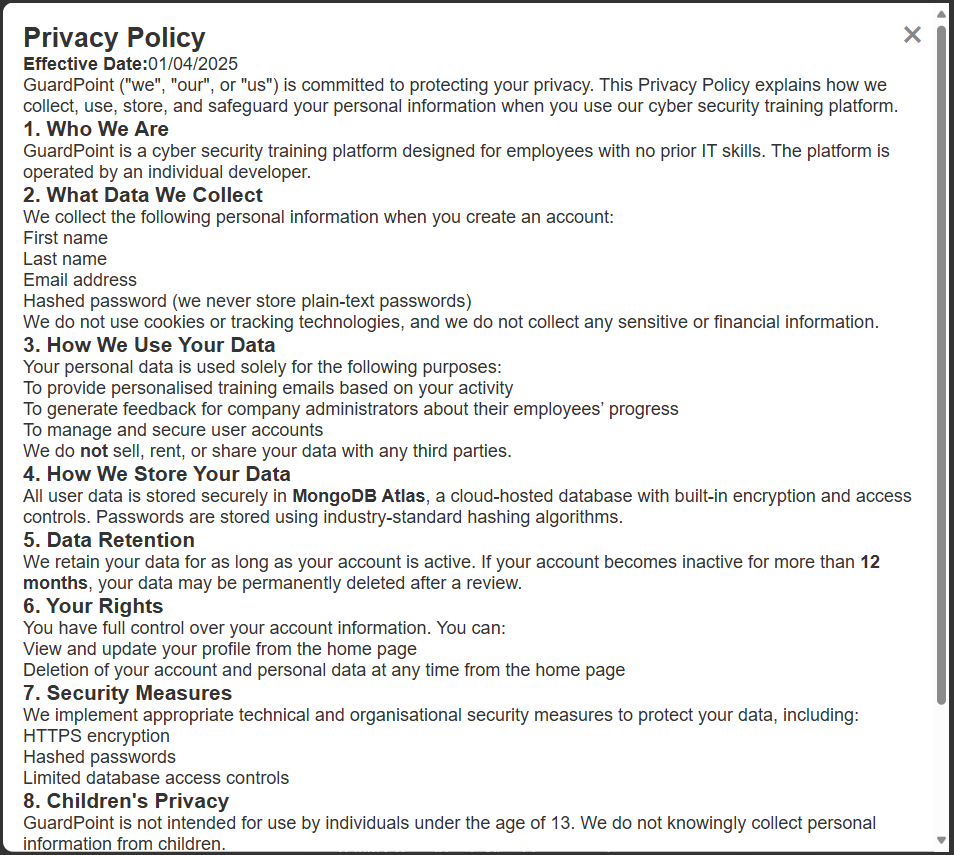 Privacy Policy
Effective Date:01/04/2025
GuardPoint ("we", "our", or "us") is committed to protecting your privacy. This Privacy Policy explains how we
collect, use, store, and safeguard your personal information when you use our cyber security training platform.
1. Who We Are
GuardPoint is a cyber security training platform designed for employees with no prior IT skills. The platform is
operated by an individual developer.
2. What Data We Collect
We collect the following personal information when you create an account:
First name
Last name
Email address
Hashed password (we never store plain-text passwords)
We do not use cookies or tracking technologies, and we do not collect any sensitive or financial information.
3. How We Use Your Data
Your personal data is used solely for the following purposes:
To provide personalised training emails based on your activity
To generate feedback for company administrators about their employees’ progress
To manage and secure user accounts
We do not sell, rent, or share your data with any third parties.
4. How We Store Your Data
All user data is stored securely in MongoDB Atlas, a cloud-hosted database with built-in encryption and access
controls. Passwords are stored using industry-standard hashing algorithms.
5. Data Retention
We retain your data for as long as your account is active. If your account becomes inactive for more than 12
months, your data may be permanently deleted after a review.
6. Your Rights
You have full control over your account information. You can:
View and update your profile from the home page
Deletion of your account and personal data at any time from the home page
7. Security Measures
We implement appropriate technical and organisational security measures to protect your data, including:
HTTPS encryption
Hashed passwords
Limited database access controls
8. Children's Privacy
GuardPoint is not intended for use by individuals under the age of 13. We do not knowingly collect personal
information from children.